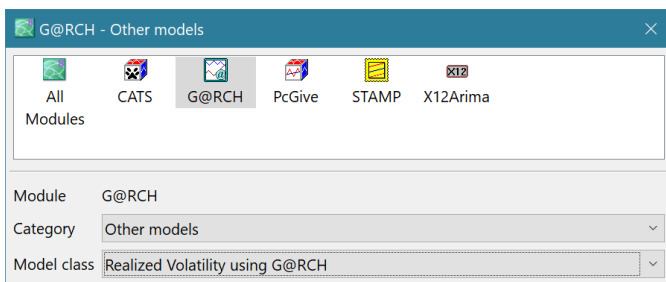 G@RCH - Other models
All Modules CATS G@RCH PcGive STAMP X12Arima
X12
Module G@RCH
Category Other models
Model class Realized Volatility using G@RCH